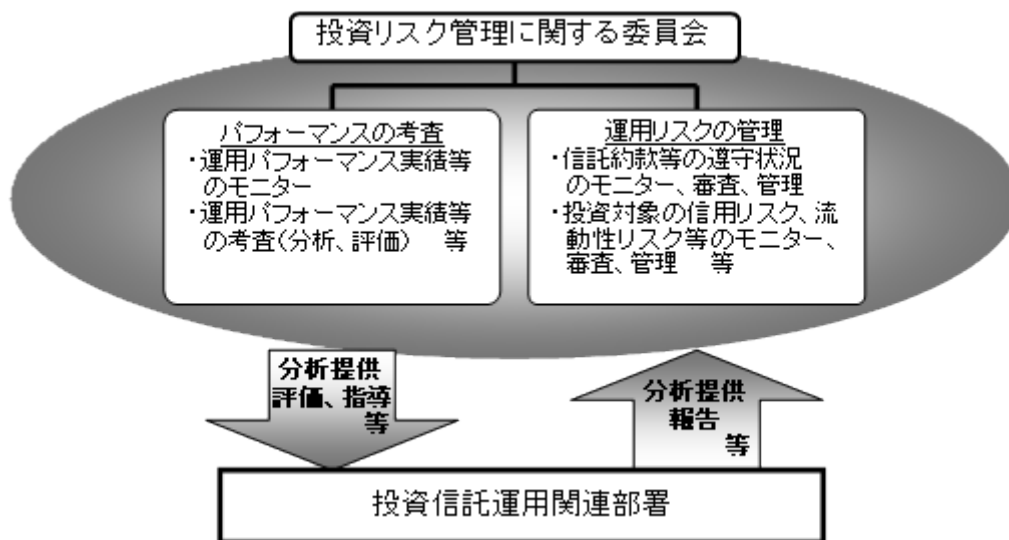 投資リスク管理に関する委員会
パフォーマンスの考査
・運用パフォーマンス実績等
のモニター
・運用パフォーマンス実績等
の考査(分析、評価) 等
運用リスクの管理
・信託約款等の遵守状況
のモニター、審査、管理
・投資対象の信用リスク、流
動性リスク等のモニター、
審査、管理 等
分析提供
評価、指導
等
分析提供
報告
等
投資信託運用関連部署